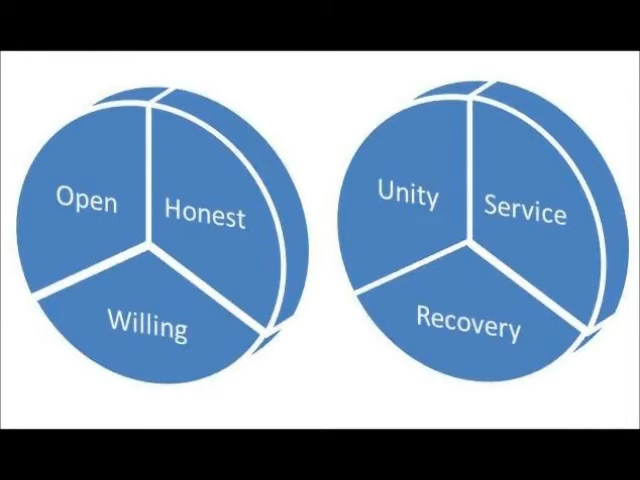 Open
Honest
Willing
Unity
Service
Recovery